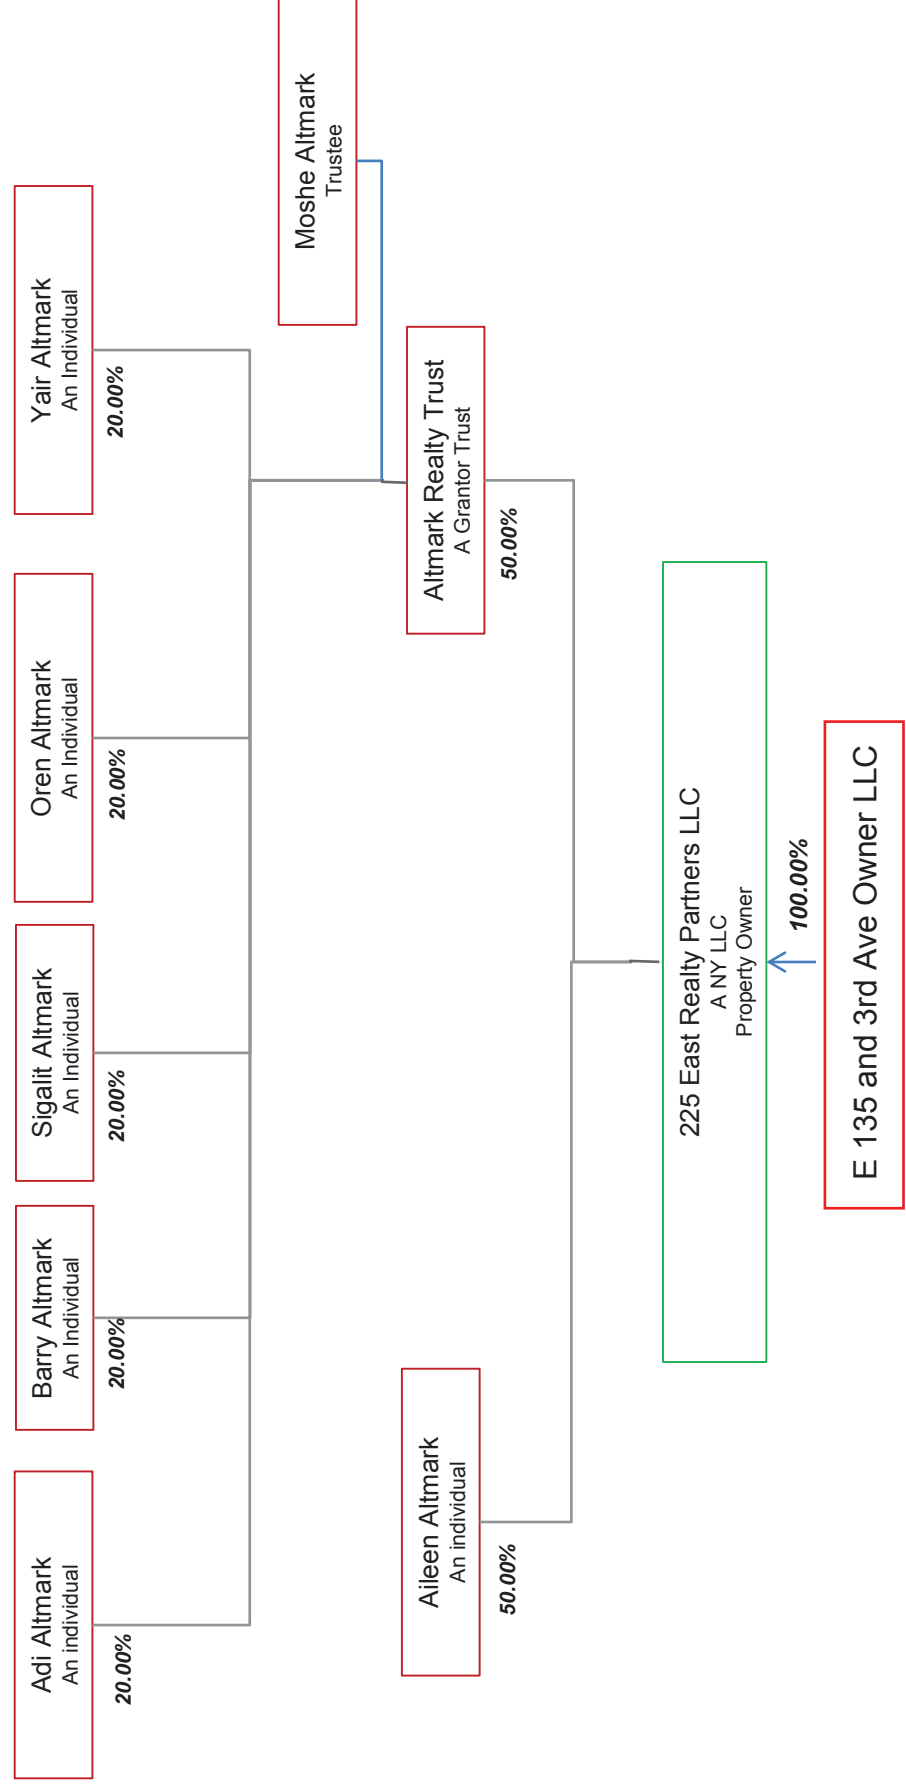 Adi Altmark
An individual
20.00%
Barry Altmark
An Individual
20.00%
Sigalit Altmark
An Individual
20.00%
Oren Altmark
An Individual
20.00%
Yair Altmark
An Individual
20.00%
Moshe Altmark
Trustee
Aileen Altmark
An individual
50.00%
Altmark Realty Trust
A Grantor Trust
50.00%
225 East Realty Partners LLC
A NY LLC
Property Owner
100.00%
E 135 and 3rd Ave Owner LLC